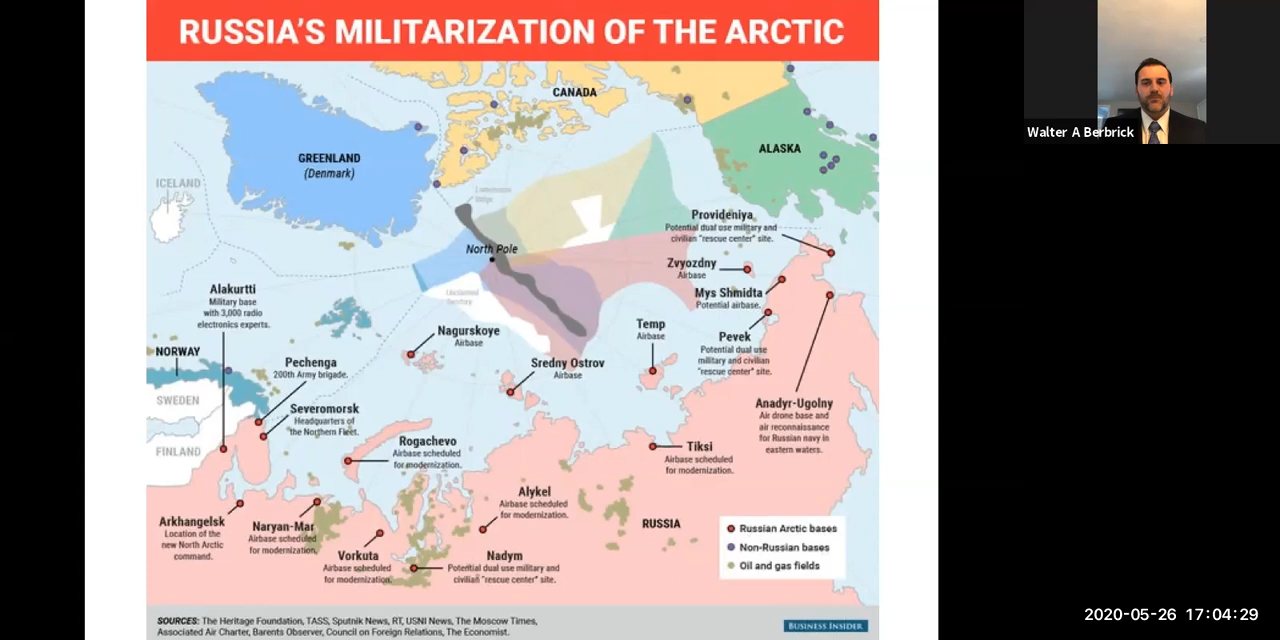 RUSSIA'S MILITARIZATION OF THE ARCTIC
CANADA
Walter A Berbrick
GREENLAND
(Denmark)
ALASKA
ICELAND
Lomonosov
Ridge
North Pole
Unclaimed
Territory
Provideniya
Potential dual use military and
civilian "rescue center" site.
Zvyozdny
Airbase
Mys Shmidta
Potential airbase.
Pevek
Potential dual use
military and civilian
"rescue center" site.
Alakurtti
Military base
with 3,000 radio
electronics experts.
Nagurskoye
Airbase
Temp
Airbase
Sredny Ostrov
Airbase
NORWAY
Pechenga
200th Army brigade.
SWEDEN
Severomorsk
Headquarters of
the Northern Fleet.
Anadyr-Ugolny
Air drone base and
air reconnaissance
for Russian navy in
eastern waters.
FINLAND
Rogachevo
Airbase scheduled
for modernization.
Tiksi
Airbase scheduled
for modernization.
Alykel
Airbase scheduled
for modernization.
Arkhangelsk
Location of the
new North Arctic
command.
Naryan-Mar
Airbase scheduled
for modernization.
RUSSIA
Vorkuta
Airbase scheduled
for modernization.
Nadym
Potential dual use military and
civilian "rescue center" site.
Russian Arctic bases
Non-Russian bases
Oil and gas fields
SOURCES: The Heritage Foundation, TASS, Sputnik News, RT, USNI News, The Moscow Times,
Associated Air Charter, Barents Observer, Council on Foreign Relations, The Economist.
BUSINESS INSIDER
2020-05-26 17:04:29